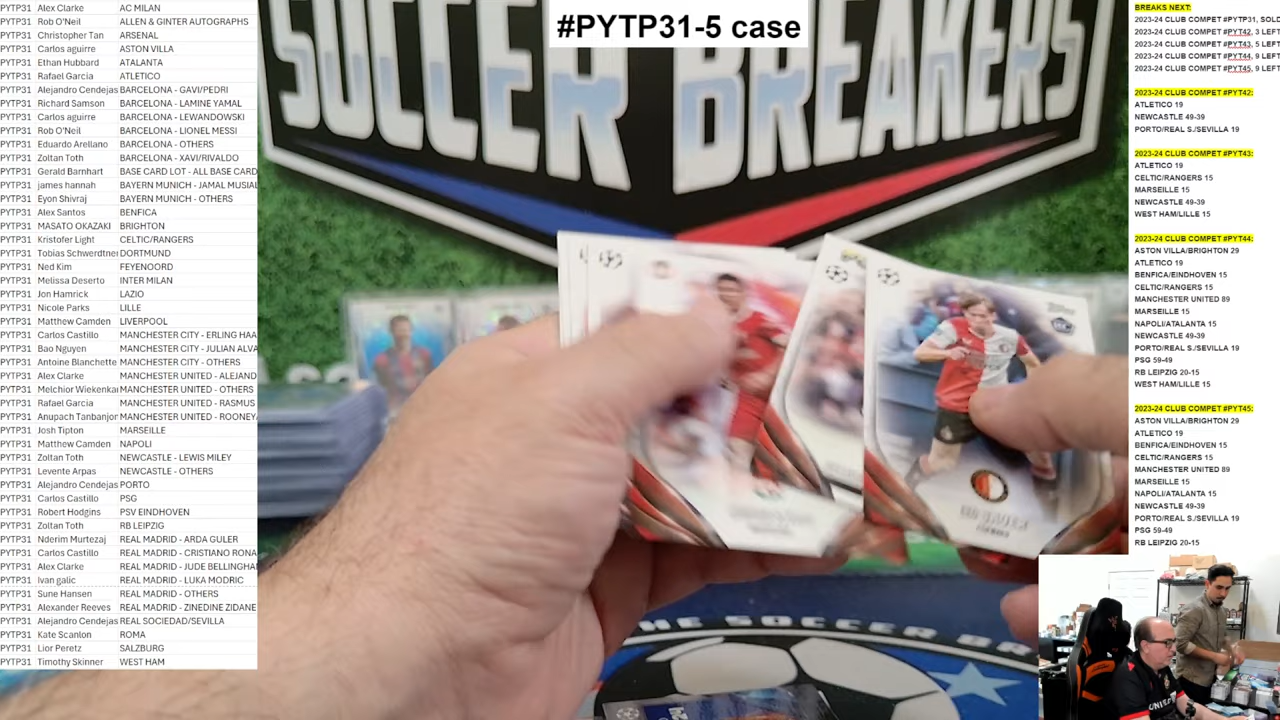 PYTP31 Alex Clarke AC MILAN
PYTP31 Rob O'Neil ALLEN & GINTER AUTOGRAPHS
PYTP31 Christopher Tan ARSENAL
PYTP31 Carlos aguirre ASTON VILLA
PYTP31 Ethan Hubbard ATALANTA
PYTP31 Rafael Garcia ATLETICO
PYTP31 Alejandro Cendejas BARCELONA - GAVI/PEDRI
PYTP31 Richard Samson BARCELONA - LAMINE YAMAL
PYTP31 Carlos aguirre BARCELONA - LEWANDOWSKI
PYTP31 Rob O'Neil BARCELONA - LIONEL MESSI
PYTP31 Eduardo Arellano BARCELONA - OTHERS
PYTP31 Zoltan Toth BARCELONA - XAVI/RIVALDO
PYTP31 Gerald Barnhart BASE CARD LOT - ALL BASE CARD
PYTP31 james hannah BAYERN MUNICH - JAMAL MUSIAL
PYTP31 Eyon Shivraj BAYERN MUNICH - OTHERS
PYTP31 Alex Santos BENFICA
PYTP31 MASATO OKAZAKI BRIGHTON
PYTP31 Kristofer Light CELTIC/RANGERS
PYTP31 Tobias Schwerdtner DORTMUND
PYTP31 Ned Kim FEYENOORD
PYTP31 Melissa Deserto INTER MILAN
PYTP31 Jon Hamrick LAZIO
PYTP31 Nicole Parks LILLE
PYTP31 Matthew Camden LIVERPOOL
PYTP31 Carlos Castillo MANCHESTER CITY - ERLING HAA
PYTP31 Bao Nguyen MANCHESTER CITY - JULIAN ALVA
PYTP31 Antoine Blanchette MANCHESTER CITY - OTHERS
PYTP31 Alex Clarke MANCHESTER UNITED - ALEJAND
PYTP31 Melchior Wiekenkam MANCHESTER UNITED - OTHERS
PYTP31 Rafael Garcia MANCHESTER UNITED - RASMUS
PYTP31 Anupach Tanbanjon MANCHESTER UNITED - ROONEY
PYTP31 Josh Tipton MARSEILLE
PYTP31 Matthew Camden NAPOLI
PYTP31 Zoltan Toth NEWCASTLE - LEWIS MILEY
PYTP31 Levente Arpas NEWCASTLE - OTHERS
PYTP31 Alejandro Cendejas PORTO
PYTP31 Carlos Castillo PSG
PYTP31 Robert Hodgins PSV EINDHOVEN
PYTP31 Zoltan Toth RB LEIPZIG
PYTP31 Nderim Murtezaj REAL MADRID - ARDA GULER
PYTP31 Carlos Castillo REAL MADRID - CRISTIANO RONA
PYTP31 Alex Clarke REAL MADRID - JUDE BELLINGHA
PYTP31 Ivan galic REAL MADRID - LUKA MODRIC
PYTP31 Sune Hansen REAL MADRID - OTHERS
PYTP31 Alexander Reeves REAL MADRID - ZINEDINE ZIDANE
PYTP31 Alejandro Cendejas REAL SOCIEDAD/SEVILLA
PYTP31 Kate Scanlon ROMA
PYTP31 Lior Peretz SALZBURG
PYTP31 Timothy Skinner WEST HAM
#PYTP31-5 case
SOCCER BREAKERS
BREAKS NEXT:
2023-24 CLUB COMPET #PYTP31, SOL
2023-24 CLUB COMPET #PYT42, 3 LEFT
2023-24 CLUB COMPET #PYT43, 5 LEFT
2023-24 CLUB COMPET #PYT44, 9 LEFT
2023-24 CLUB COMPET #PYT45, 9 LEFT
2023-24 CLUB COMPET #PYT42:
ATLETICO 19
NEWCASTLE 49-39
PORTO/REAL S./SEVILLA 19
2023-24 CLUB COMPET #PYT43:
ATLETICO 19
CELTIC/RANGERS 15
MARSEILLE 15
NEWCASTLE 49-39
WEST HAM/LILLE 15
2023-24 CLUB COMPET #PYT44:
ASTON VILLA/BRIGHTON 29
ATLETICO 19
BENFICA/EINDHOVEN 15
CELTIC/RANGERS 15
MANCHESTER UNITED 89
MARSEILLE 15
NAPOLI/ATALANTA 15
NEWCASTLE 49-39
PORTO/REAL S./SEVILLA 19
PSG 59-49
RB LEIPZIG 20-15
WEST HAM/LILLE 15
2023-24 CLUB COMPET #PYT45:
ASTON VILLA/BRIGHTON 29
ATLETICO 19
BENFICA/EINDHOVEN 15
CELTIC/RANGERS 15
MANCHESTER UNITED 89
MARSEILLE 15
NAPOLI/ATALANTA 15
NEWCASTLE 49-39
PORTO/REAL S./SEVILLA 19
PSG 59-49
RB LEIPZIG 20-15